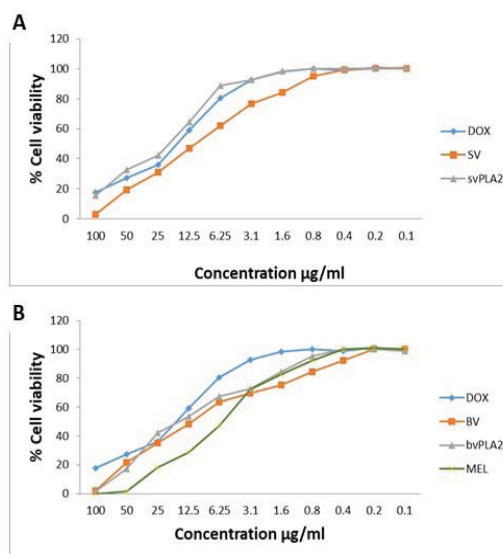 A
120
100
80
60
40
20
0
% Cell viability
100 50 25 12.5 6.25 3.1 1.6 0.8 0.4 0.2 0.1
Concentration µg/ml
DOX
SV
svPLA2
B
120
100
80
60
40
20
0
% Cell viability
100 50 25 12.5 6.25 3.1 1.6 0.8 0.4 0.2 0.1
Concentration µg/ml
DOX
BV
bvPLA2
MEL